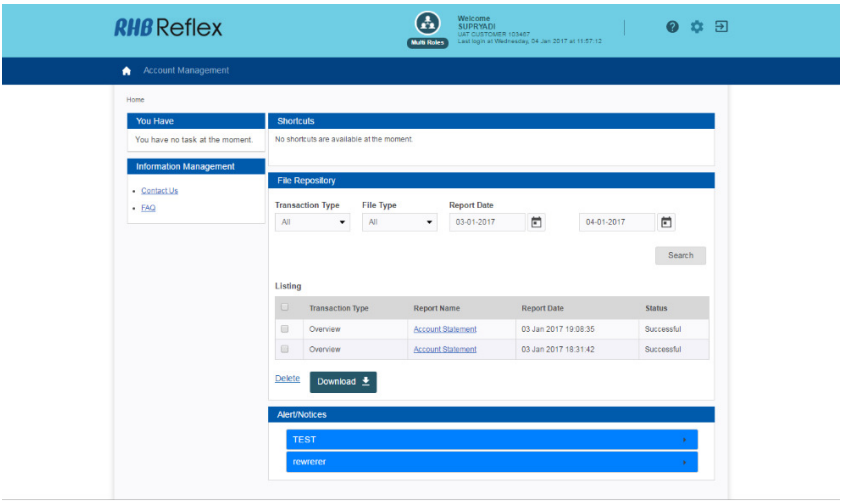 RHB Reflex
Multi Roles
Welcome
SUPRYADI
UAT CUSTOMER 103467
Last login at Wednesday, 04 Jan 2017 at 11:57:12
Account Management
Home
You Have
You have no task at the moment.
Information Management
Contact Us
FAQ
Shortcuts
No shortcuts are available at the moment.
File Repository
Transaction Type File Type Report Date
All All 03-01-2017 04-01-2017
Search
Listing
Transaction Type Report Name Report Date Status
Overview Account Statement 03 Jan 2017 19:08:35 Successful
Overview Account Statement 03 Jan 2017 18:31:42 Successful
Delete Download
Alert/Notices
TEST
rewrerer